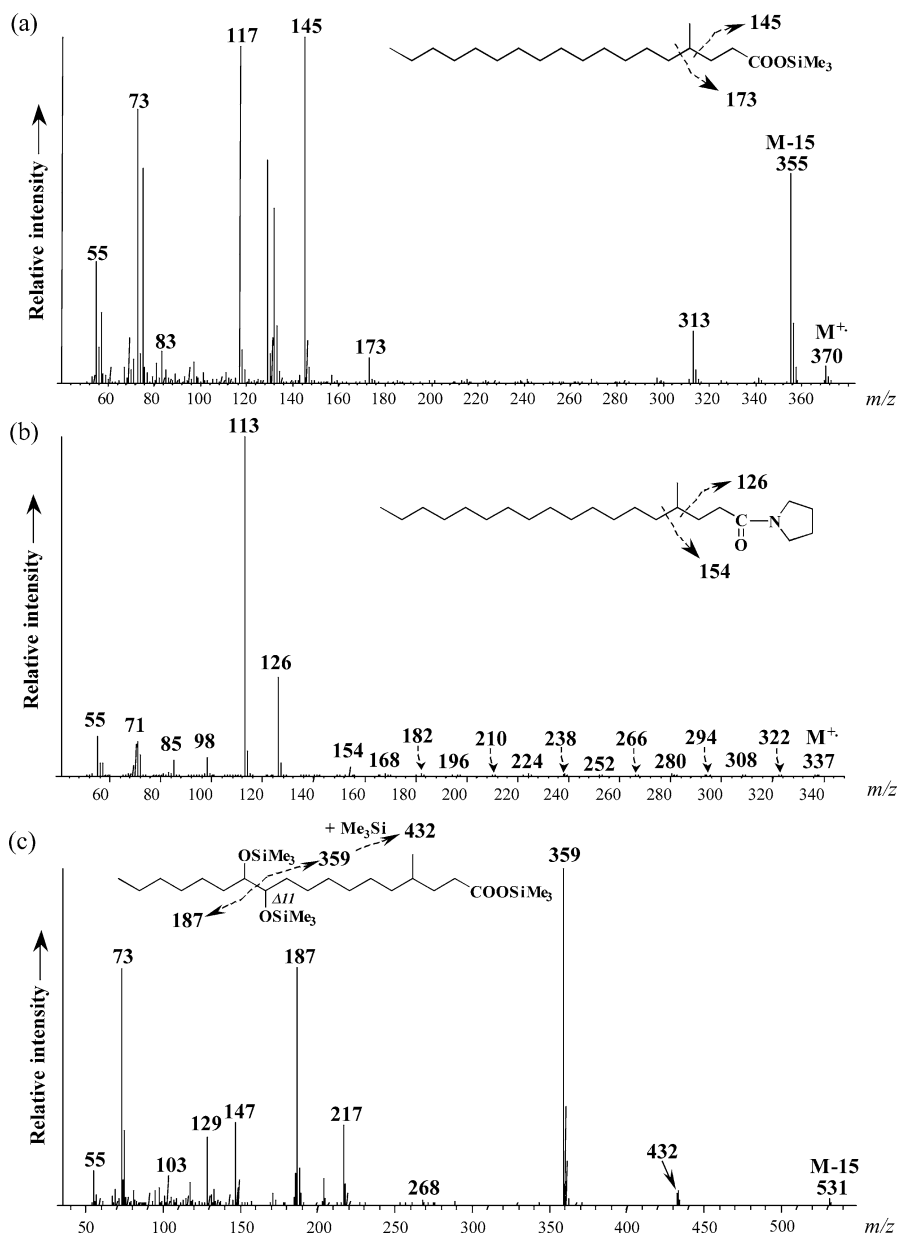 (a)
Relative intensity
55
73
83
117
145
173
313
M-15
355
M+·
370
145
COOSiMe3
173
60 80 100 120 140 160 180 200 220 240 260 280 300 320 340 360
m/z
(b)
Relative intensity
113
126
C
N
O
154
55
71
85
98
126
154
168
182
196
210
224
238
252
266
280
294
308
322
M+·
337
60 80 100 120 140 160 180 200 220 240 260 280 300 320 340
m/z
(c)
Relative intensity
+ Me3Si
432
OSiMe3
359
COOSiMe3
Δ11
187
OSiMe3
359
73
187
55
103
129
147
217
268
432
M-15
531
50 100 150 200 250 300 350 400 450 500
m/z